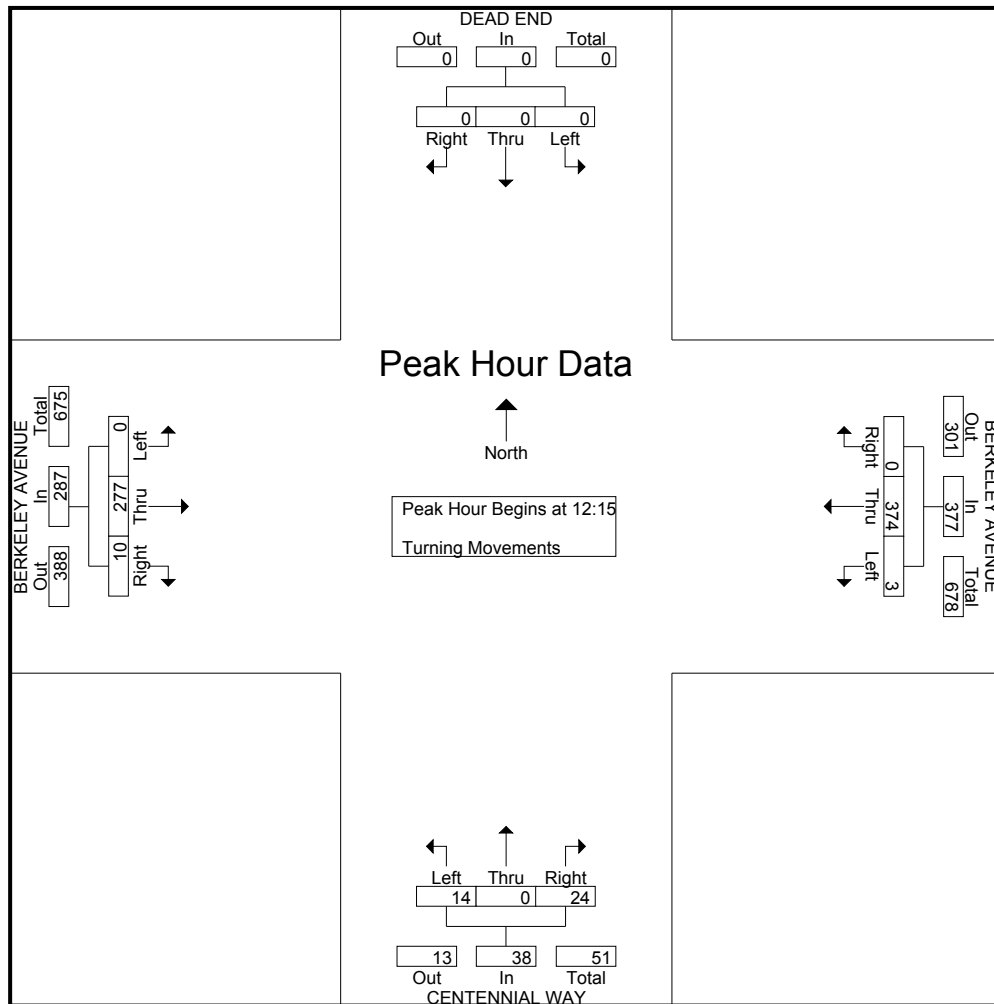 DEAD END
Out In Total
0 0 0
0 0 0
Right Thru Left
Peak Hour Data
North
Peak Hour Begins at 12:15
Turning Movements
BERKELEY AVENUE
Out In Total
388 287 675
10 277 0
Right Thru Left
BERKELEY AVENUE
Out In Total
301 377 678
0 374 3
Right Thru Left
Left Thru Right
14 0 24
13 38 51
Out In Total
CENTENNIAL WAY